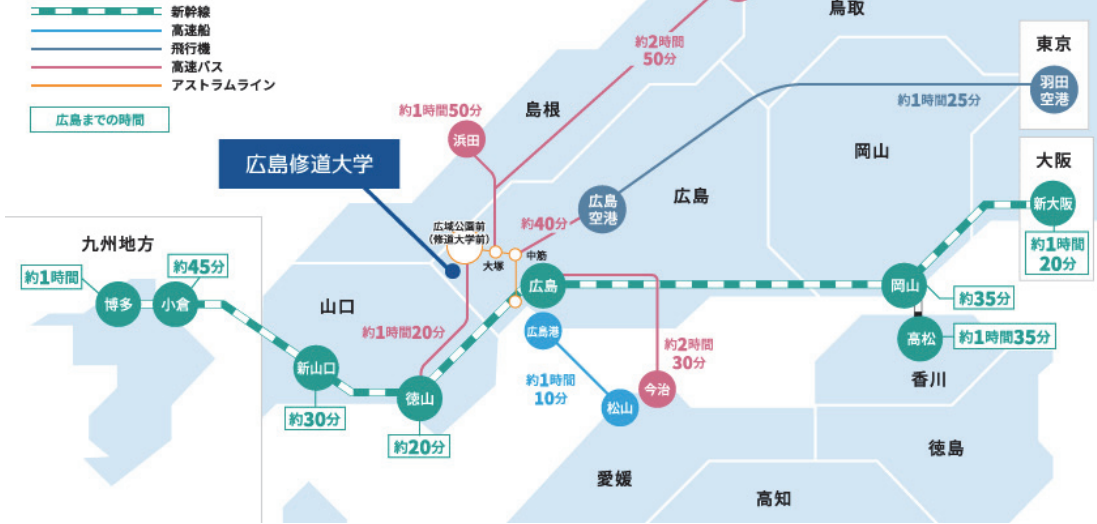 新幹線
高速船
飛行機
高速バス
アストラムライン
広島までの時間
鳥取
約2時間
50分
東京
羽田
空港
約1時間25分
島根
約1時間50分
浜田
広島修道大学
岡山
大阪
新大阪
約1時間
20分
広島
広島
空港
約40分
広域公園前
(修道大学前)
大塚
中筋
九州地方
約1時間
約45分
博多
小倉
山口
広島
岡山
約35分
広島港
約1時間20分
約2時間
30分
高松
約1時間35分
香川
新山口
約30分
徳山
約20分
約1時間
10分
松山
今治
愛媛
徳島
高知